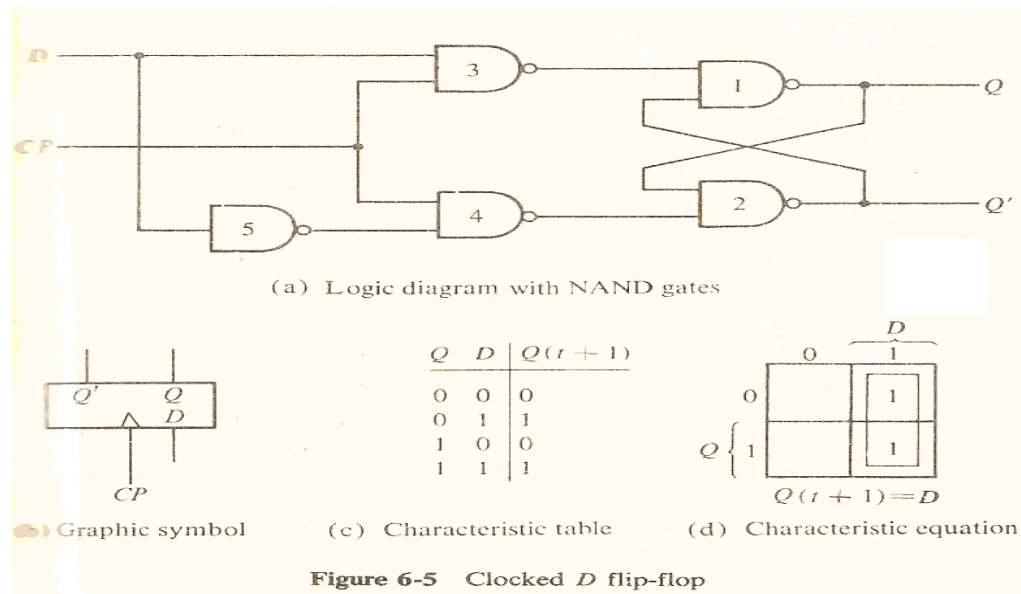 D
3
1
Q
CP
5
4
2
Q'
(a) Logic diagram with NAND gates
Q' Q
D
CP
(b) Graphic symbol
Q D Q(t + 1)
0 0 0
0 1 1
1 0 0
1 1 1
(c) Characteristic table
D
0 1
0 1
Q { 1 1
Q(t + 1)=D
(d) Characteristic equation
Figure 6-5 Clocked D flip-flop